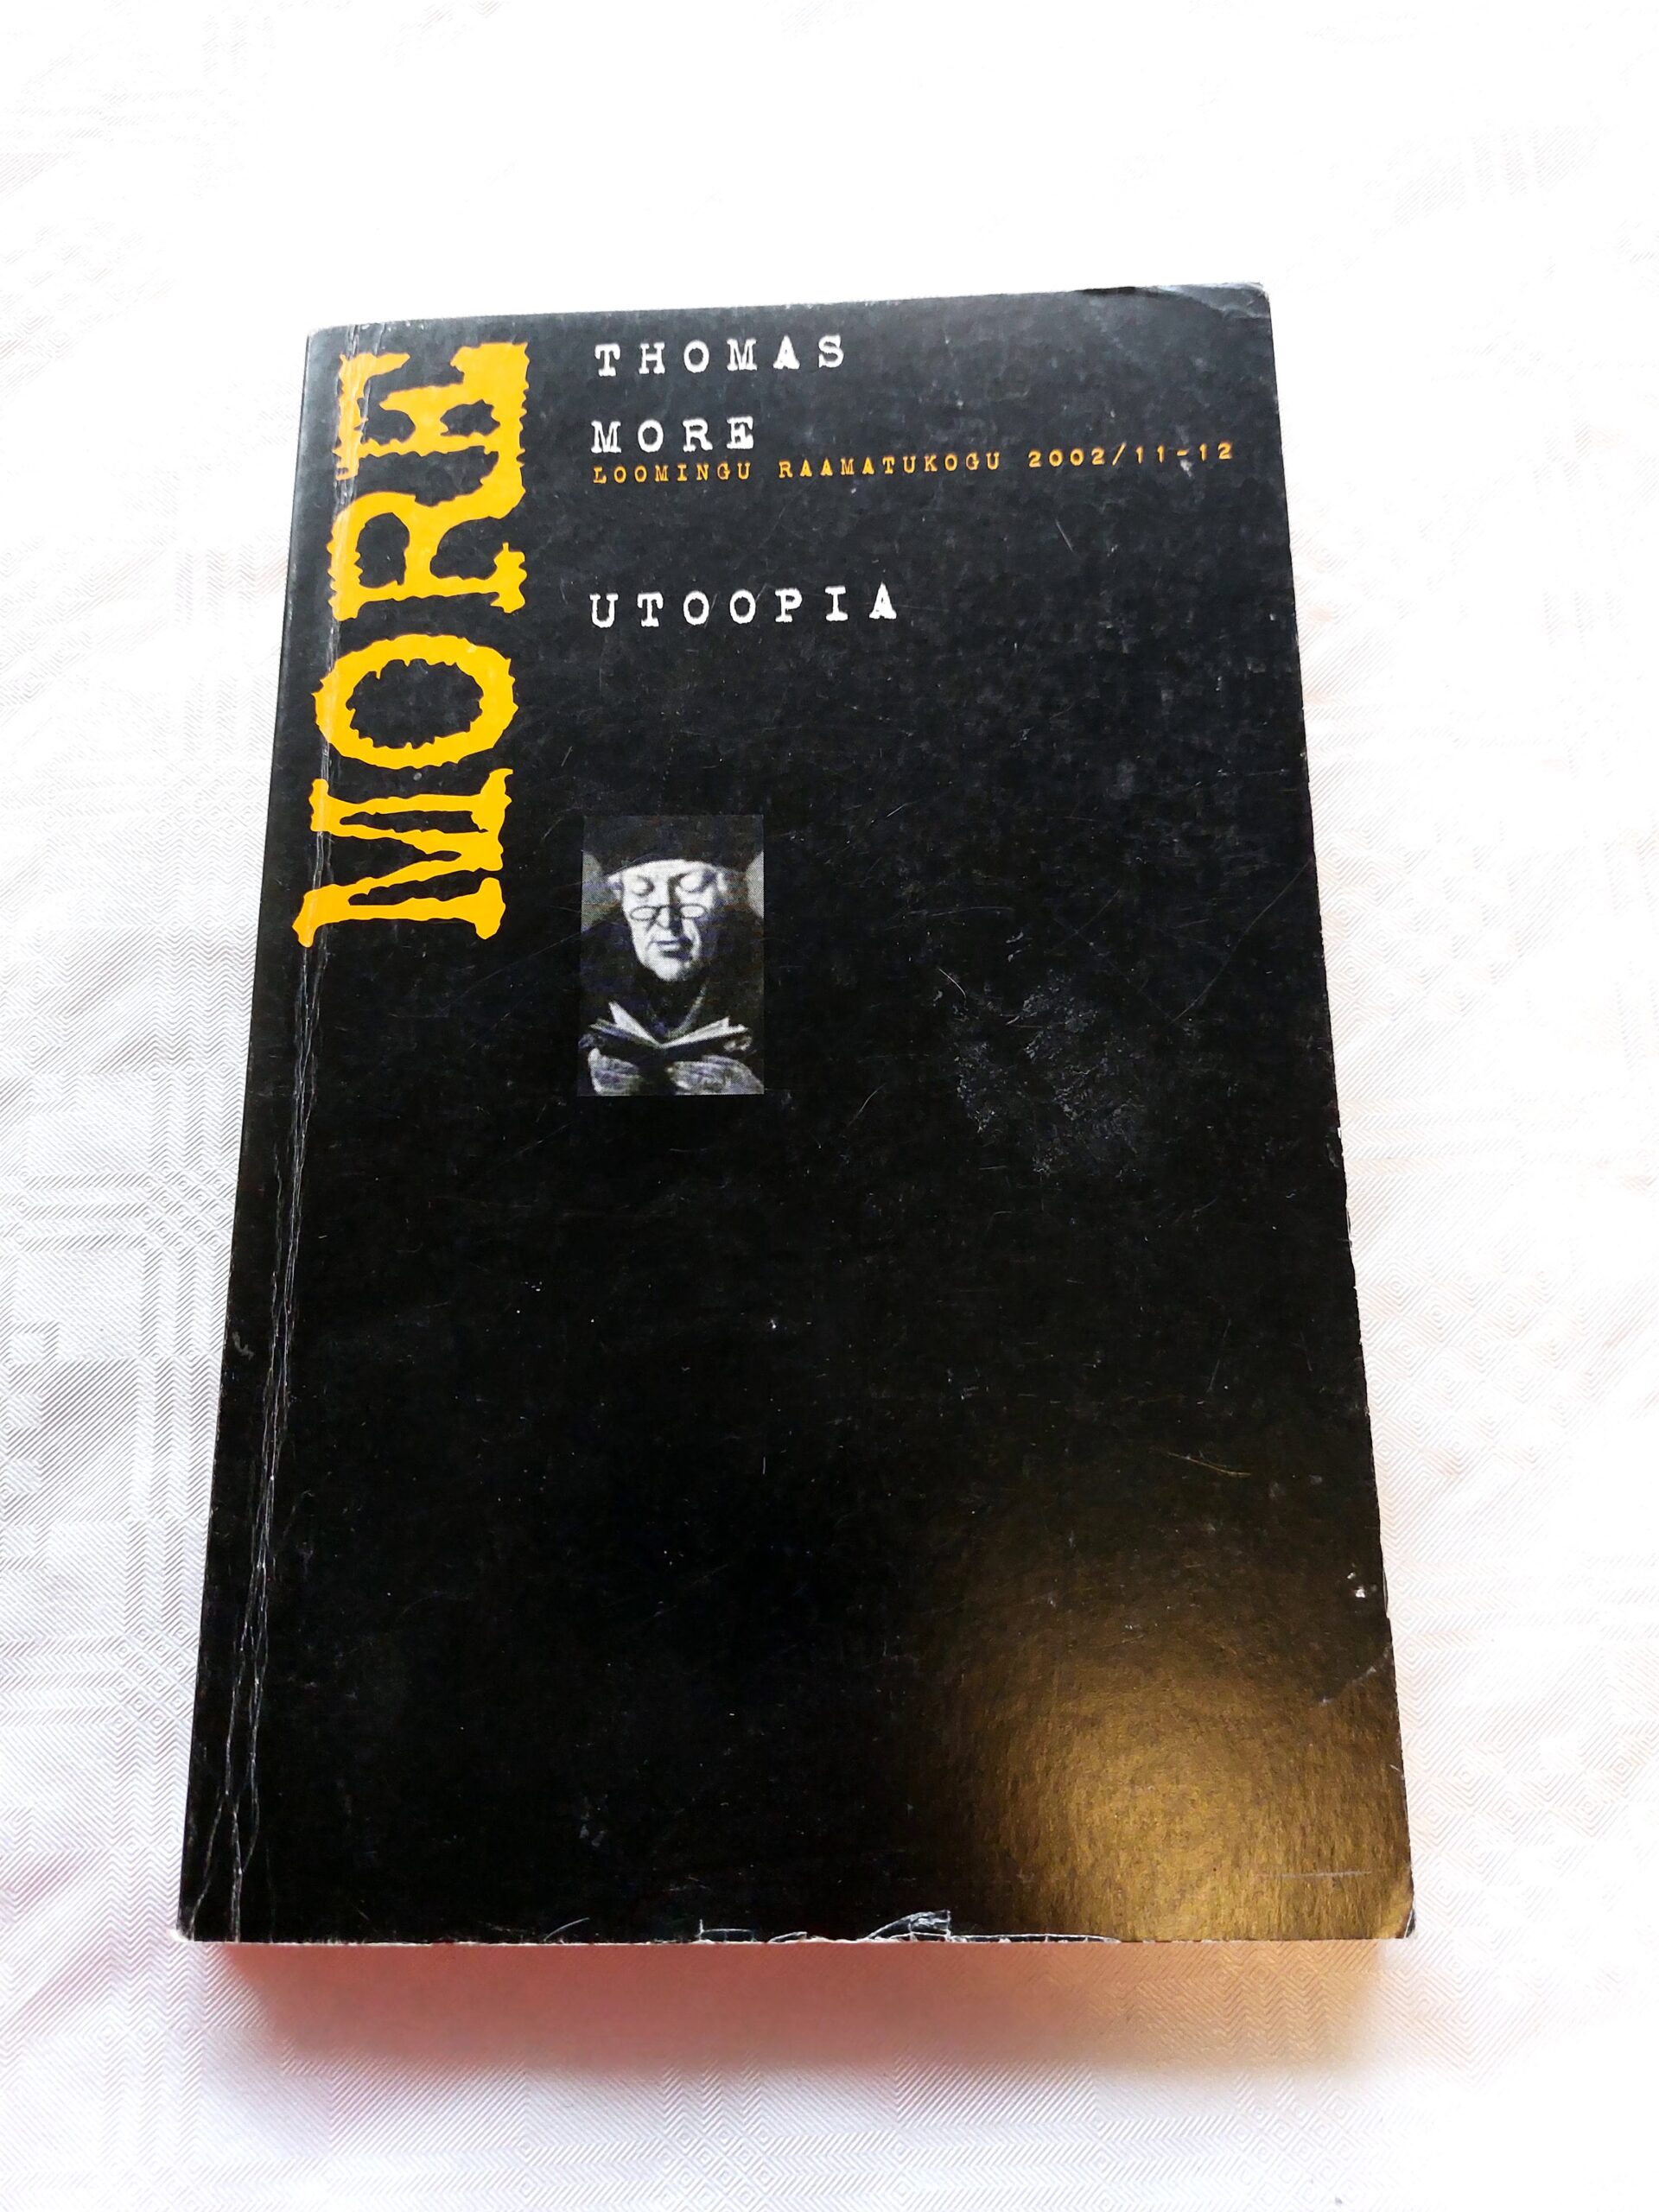 MORE
THOMAS
MORE
LOOMINGU RAAMATUKOGU 2002/11-12
UTOOPIA